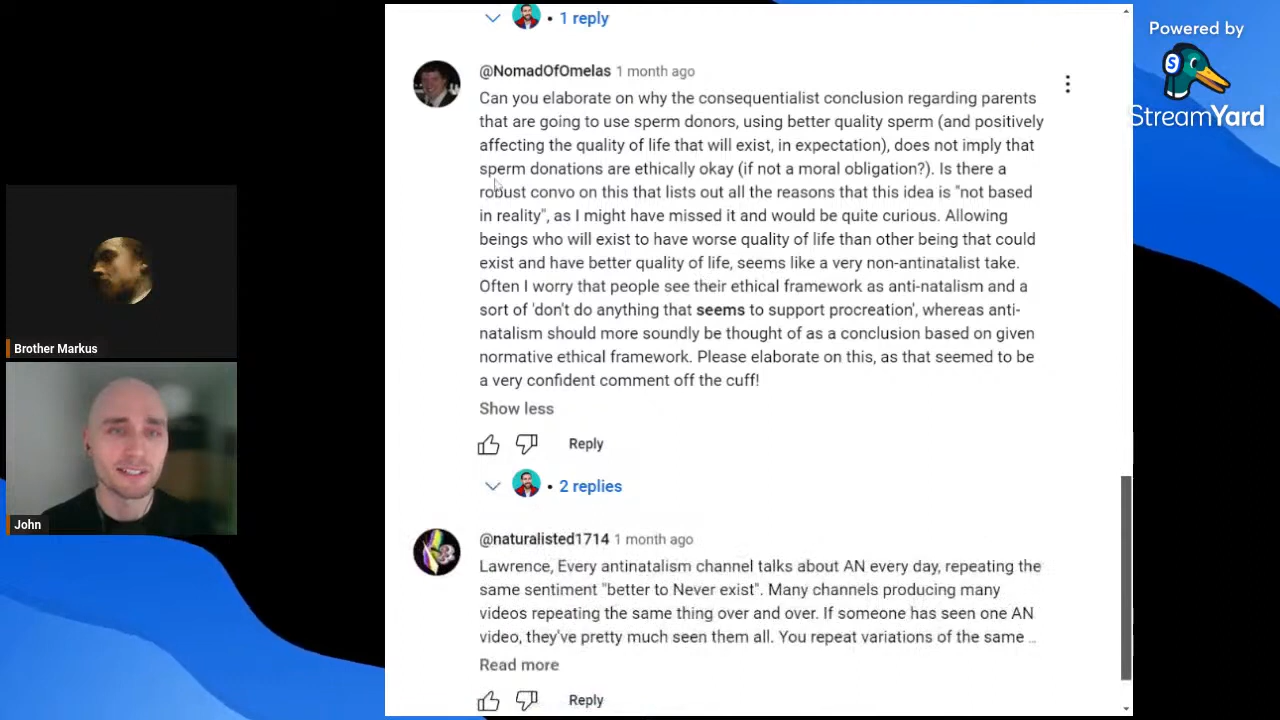 1 reply
Powered by
StreamYard
@NomadOfOmelas 1 month ago
Can you elaborate on why the consequentialist conclusion regarding parents
that are going to use sperm donors, using better quality sperm (and positively
affecting the quality of life that will exist, in expectation), does not imply that
sperm donations are ethically okay (if not a moral obligation?). Is there a
robust convo on this that lists out all the reasons that this idea is "not based
in reality", as I might have missed it and would be quite curious. Allowing
beings who will exist to have worse quality of life than other being that could
exist and have better quality of life, seems like a very non-antinatalist take.
Often I worry that people see their ethical framework as anti-natalism and a
sort of 'don't do anything that seems to support procreation', whereas anti-
natalism should more soundly be thought of as a conclusion based on given
normative ethical framework. Please elaborate on this, as that seemed to be
a very confident comment off the cuff!
Show less
Reply
2 replies
Brother Markus
John
@naturalisted1714 1 month ago
Lawrence, Every antinatalism channel talks about AN every day, repeating the
same sentiment "better to Never exist". Many channels producing many
videos repeating the same thing over and over. If someone has seen one AN
video, they've pretty much seen them all. You repeat variations of the same ...
Read more
Reply